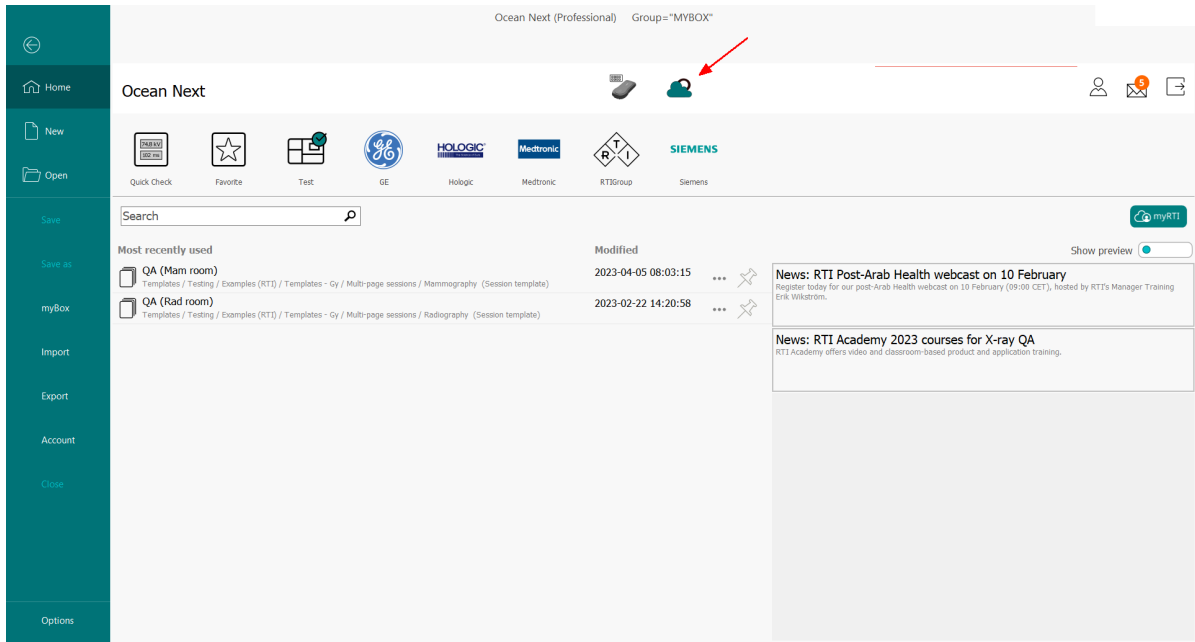 Ocean Next (Professional) Group="MYBOX"
Home
New
Open
Save
Save as
myBox
Import
Export
Account
Close
Options
Ocean Next
5
74.8 kV
102 ms
GE
HOLOGIC
Medtronic
R T I
SIEMENS
Quick Check
Favorite
Test
GE
Hologic
Medtronic
RTIGroup
Siemens
Search
myRTI
Most recently used
Modified
Show preview
QA (Mam room)
2023-04-05 08:03:15
Templates / Testing / Examples (RTI) / Templates - Gy / Multi-page sessions / Mammography (Session template)
QA (Rad room)
2023-02-22 14:20:58
Templates / Testing / Examples (RTI) / Templates - Gy / Multi-page sessions / Radiography (Session template)
News: RTI Post-Arab Health webcast on 10 February
Register today for our post-Arab Health webcast on 10 February (09:00 CET), hosted by RTI's Manager Training
Erik Wikström.
News: RTI Academy 2023 courses for X-ray QA
RTI Academy offers video and classroom-based product and application training.